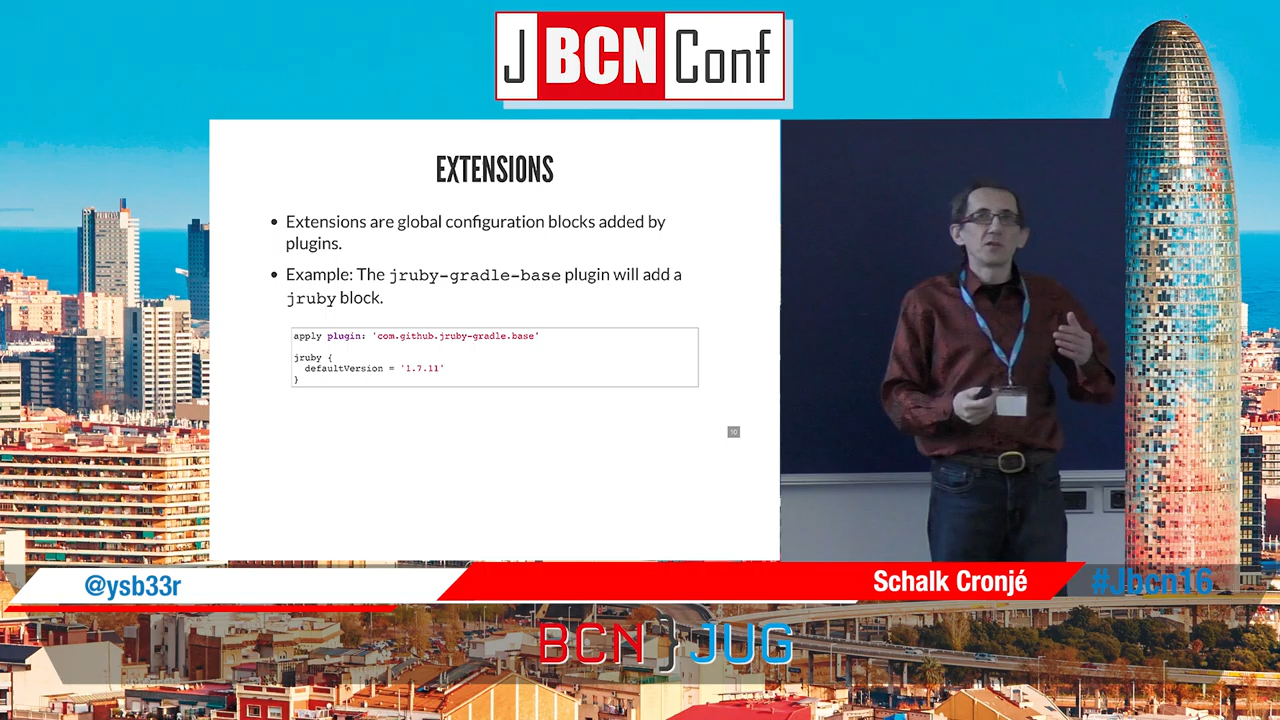 J BCN Conf
EXTENSIONS
• Extensions are global configuration blocks added by
plugins.
• Example: The jruby-gradle-base plugin will add a
jruby block.
apply plugin: 'com.github.jruby-gradle.base'
jruby {
defaultVersion = '1.7.11'
}
10
@ysb33r
Schalk Cronjé
#Jbcn16
BCN JUG